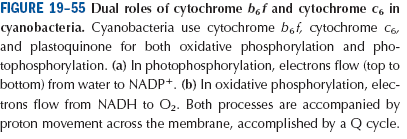 FIGURE 19–55 Dual roles of cytochrome b₆f and cytochrome c₆ in
cyanobacteria. Cyanobacteria use cytochrome b₆f, cytochrome c₆,
and plastoquinone for both oxidative phosphorylation and pho-
tophosphorylation. (a) In photophosphorylation, electrons flow (top to
bottom) from water to NADP⁺. (b) In oxidative phosphorylation, elec-
trons flow from NADH to O₂. Both processes are accompanied by
proton movement across the membrane, accomplished by a Q cycle.